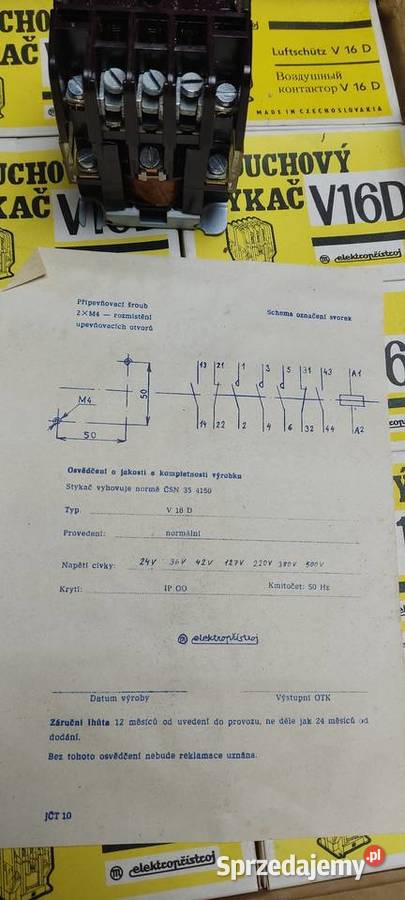 Luftschütz V 16 D
Воздушный
контактор V 16 D
MADE IN CZECHOSLOVAKIA
UCHOVÝ
YKAČ V16D
elektropřístroj
Připevňovací šroub
2×M4 — rozmístění
upevňovacích otvorů
Schema označení svorek
13 21 1 3 5 31 43 A1
M4
50
50
14 22 2 4 6 32 44 A2
Osvědčení o jakosti a kompletnosti výrobku
Stykač vyhovuje normě ČSN 35 4150
Typ: V 16 D
Provedení: normální
Napětí cívky: 24V 36V 42V 127V 220V 380V 500V
Krytí: IP 00 Kmitočet: 50 Hz
elektropřístroj
Datum výroby
Výstupní OTK
Záruční lhůta 12 měsíců od uvedení do provozu, ne déle jak 24 měsíců od
dodání.
Bez tohoto osvědčení nebude reklamace uznána.
JČT 10
elektropřístroj
Sprzedajemy.pl